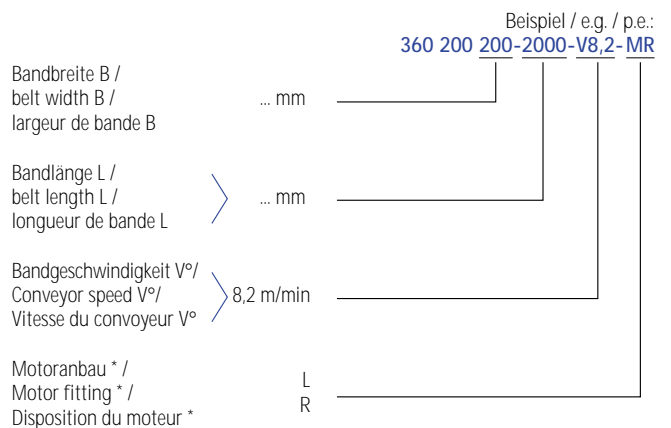 Beispiel / e.g. / p.e.:
360 200 200-2000-V8,2-MR
Bandbreite B /
belt width B / ... mm
largeur de bande B
Bandlänge L /
belt length L / ... mm
longueur de bande L
Bandgeschwindigkeit V°/
Conveyor speed V°/ 8,2 m/min
Vitesse du convoyeur V°
Motoranbau * /
L
Motor fitting * /
R
Disposition du moteur *